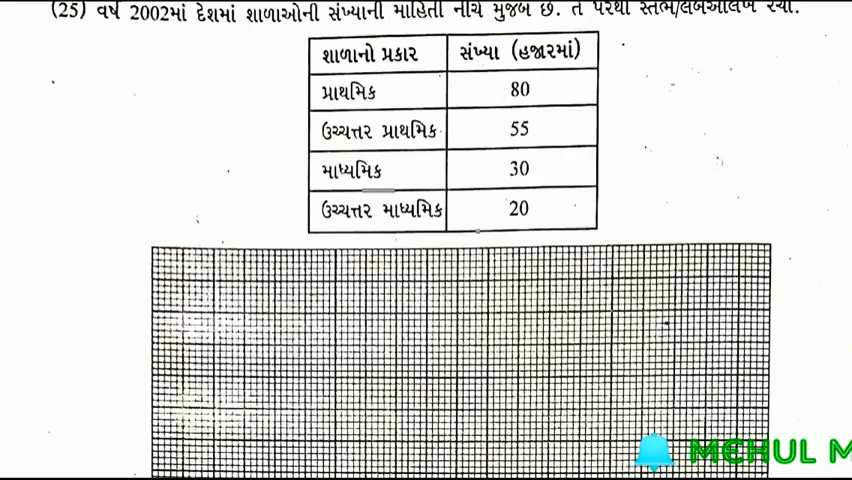 (25) વર્ષ 2002માં દેશમાં શાળાઓની સંખ્યાની માહિતી નીચે મુજબ છે. તે પરથી સ્તંભ/લંબઆલેખ રચો.
શાળાનો પ્રકાર સંખ્યા (હજારમાં)
પ્રાથમિક 80
ઉચ્ચત્તર પ્રાથમિક 55
માધ્યમિક 30
ઉચ્ચત્તર માધ્યમિક 20
MEHUL M